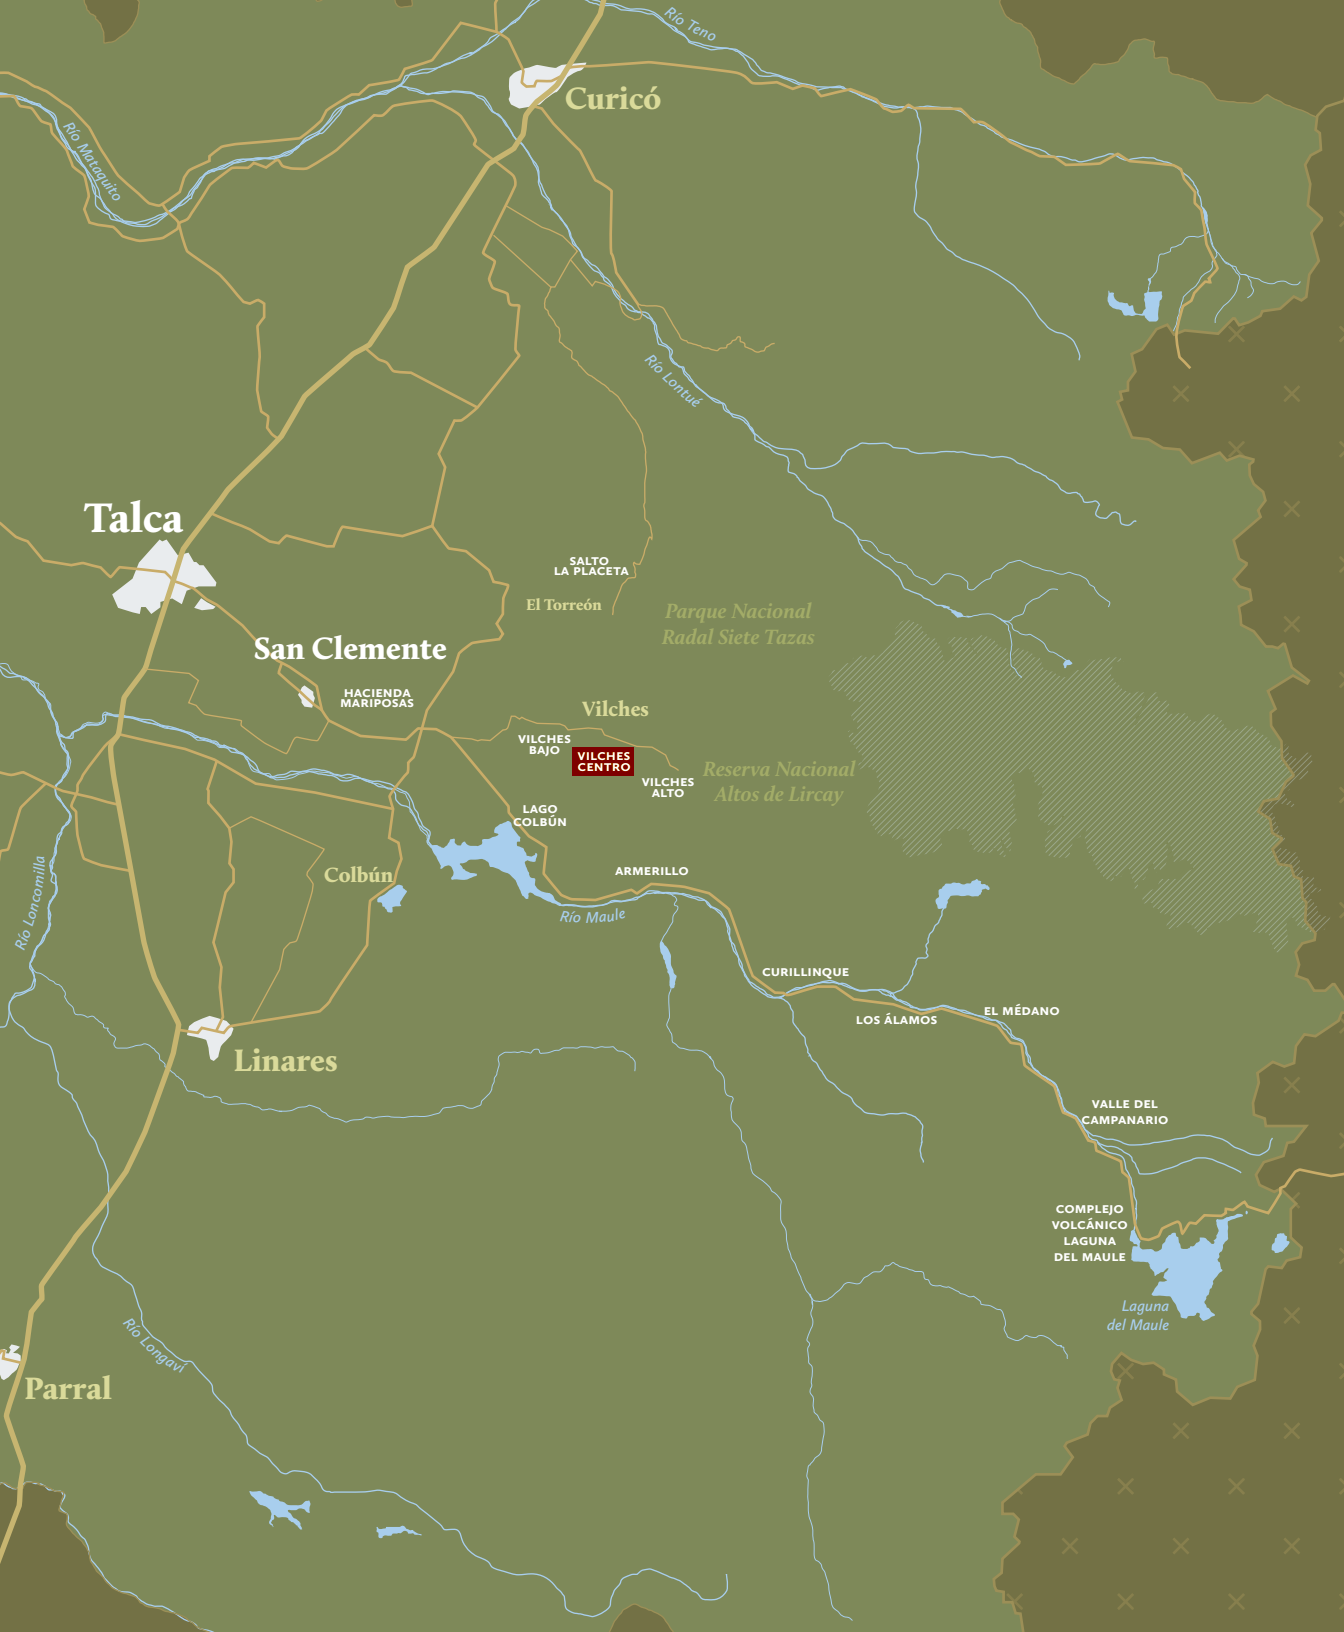 Río Teno
Curicó
Río Mataquito
Río Lontué
Talca
SALTO
LA PLACETA
El Torreón
Parque Nacional
Radal Siete Tazas
San Clemente
HACIENDA
MARIPOSAS
Vilches
VILCHES
BAJO
VILCHES
CENTRO
VILCHES
ALTO
Reserva Nacional
Altos de Lircay
LAGO
COLBÚN
Colbún
ARMERILLO
Río Maule
Río Loncomilla
CURILLINQUE
LOS ÁLAMOS
EL MÉDANO
Linares
VALLE DEL
CAMPANARIO
COMPLEJO
VOLCÁNICO
LAGUNA
DEL MAULE
Laguna
del Maule
Río Longaví
Parral